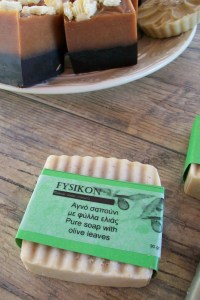 FYSIKON
Αγνό σαπούνι
με φύλλα ελιάς
Pure soap with
olive leaves